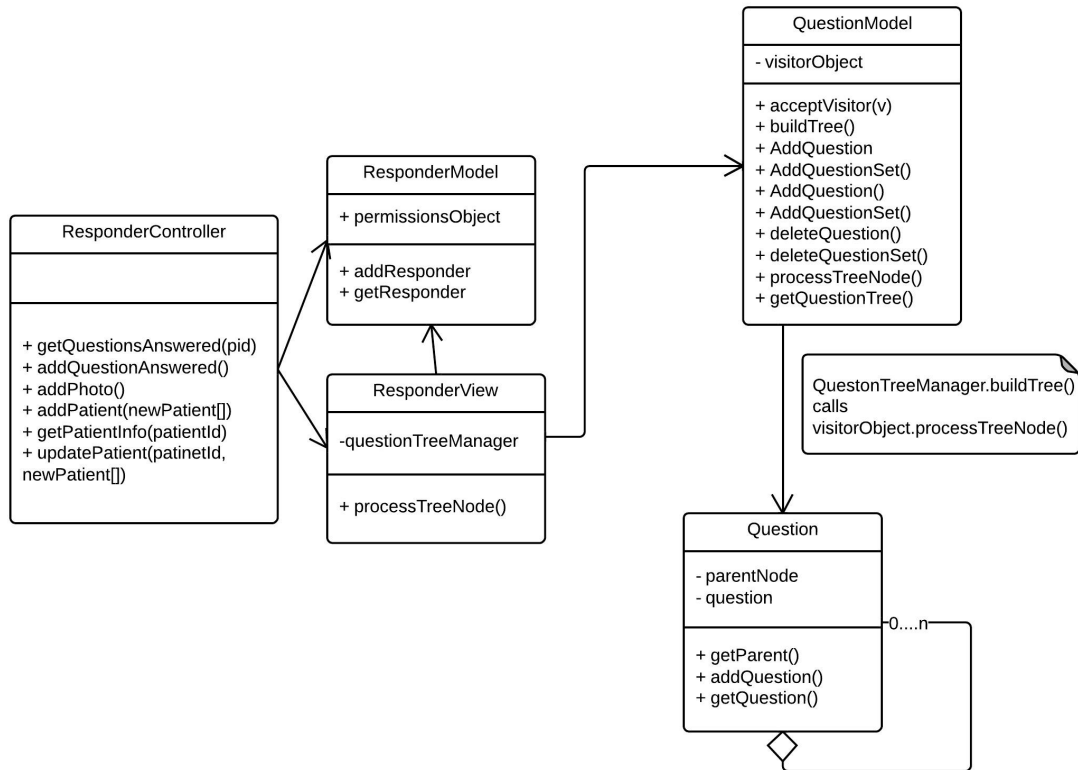 QuestionModel
- visitorObject
+ acceptVisitor(v)
+ buildTree()
+ AddQuestion
+ AddQuestionSet()
+ AddQuestion()
+ AddQuestionSet()
+ deleteQuestion()
+ deleteQuestionSet()
+ processTreeNode()
+ getQuestionTree()
ResponderModel
+ permissionsObject
+ addResponder
+ getResponder
ResponderController
+ getQuestionsAnswered(pid)
+ addQuestionAnswered()
+ addPhoto()
+ addPatient(newPatient[])
+ getPatientInfo(patientId)
+ updatePatient(patinetId,
newPatient[])
ResponderView
-questionTreeManager
+ processTreeNode()
QuestonTreeManager.buildTree()
calls
visitorObject.processTreeNode()
Question
- parentNode
- question
+ getParent()
+ addQuestion()
+ getQuestion()
0....n